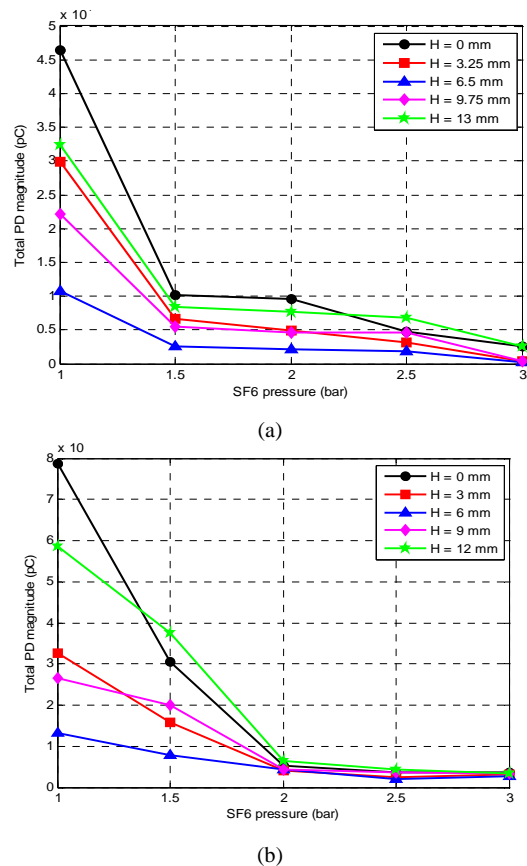 5 x 10
H = 0 mm
H = 3.25 mm
H = 6.5 mm
H = 9.75 mm
H = 13 mm
4.5
4
3.5
3
2.5
2
1.5
1
0.5
0
Total PD magnitude (pC)
1 1.5 2 2.5 3
SF6 pressure (bar)
(a)
8 x 10
H = 0 mm
H = 3 mm
H = 6 mm
H = 9 mm
H = 12 mm
7
6
5
4
3
2
1
0
Total PD magnitude (pC)
1 1.5 2 2.5 3
SF6 pressure (bar)
(b)